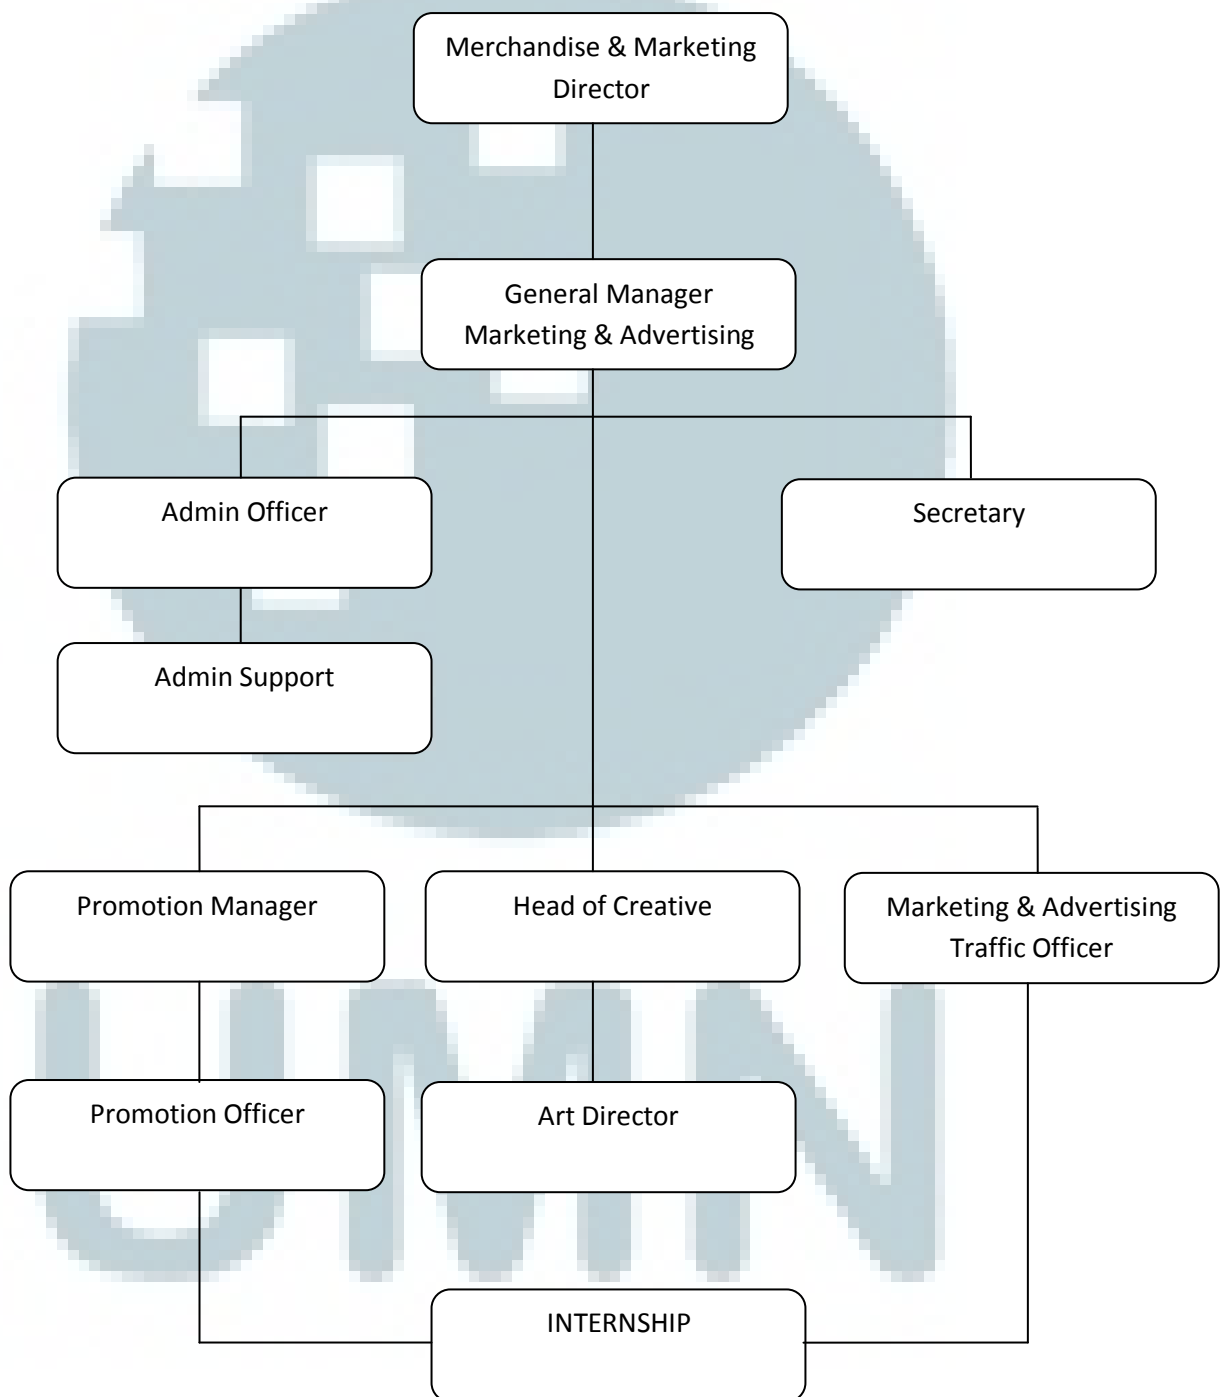 Merchandise & Marketing
Director
General Manager
Marketing & Advertising
Admin Officer
Secretary
Admin Support
Promotion Manager
Head of Creative
Marketing & Advertising
Traffic Officer
Promotion Officer
Art Director
INTERNSHIP
UMN